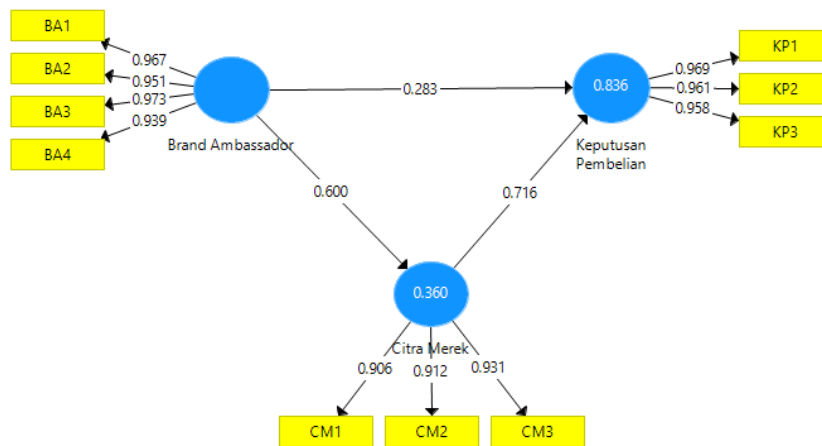 BA1
BA2
BA3
BA4
0.967
0.951
0.973
0.939
Brand Ambassador
0.283
0.836
Keputusan
Pembelian
0.969
0.961
0.958
KP1
KP2
KP3
0.600
0.716
0.360
Citra Merek
0.906
0.912
0.931
CM1
CM2
CM3